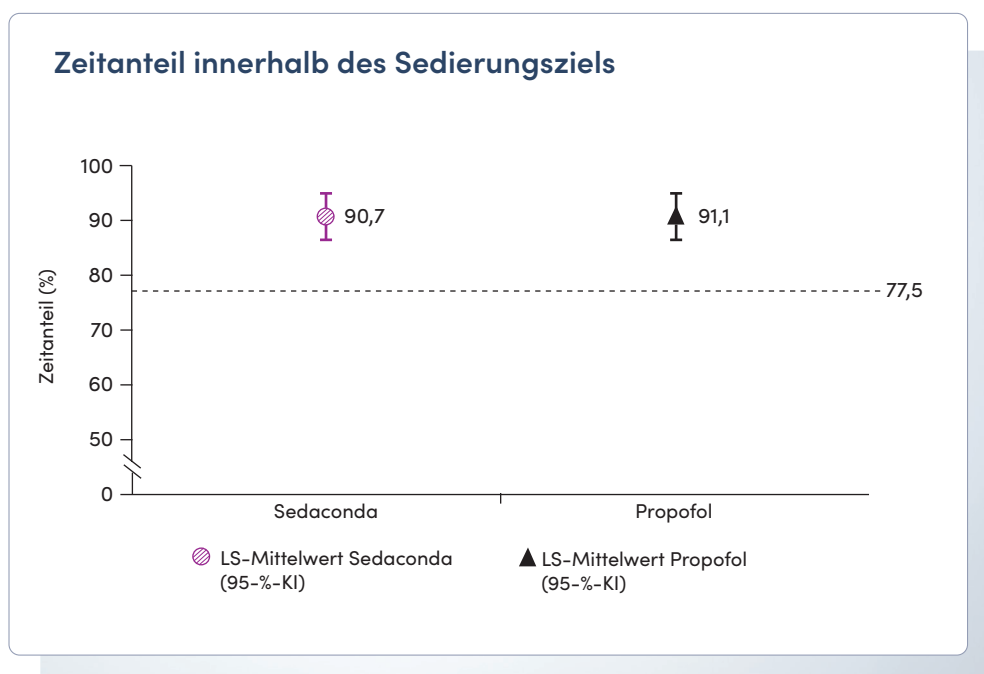 Zeitanteil innerhalb des Sedierungsziels
Zeitanteil (%)
100
90
80
70
60
50
0
90,7
91,1
77,5
Sedaconda
Propofol
LS-Mittelwert Sedaconda
(95-%-KI)
LS-Mittelwert Propofol
(95-%-KI)